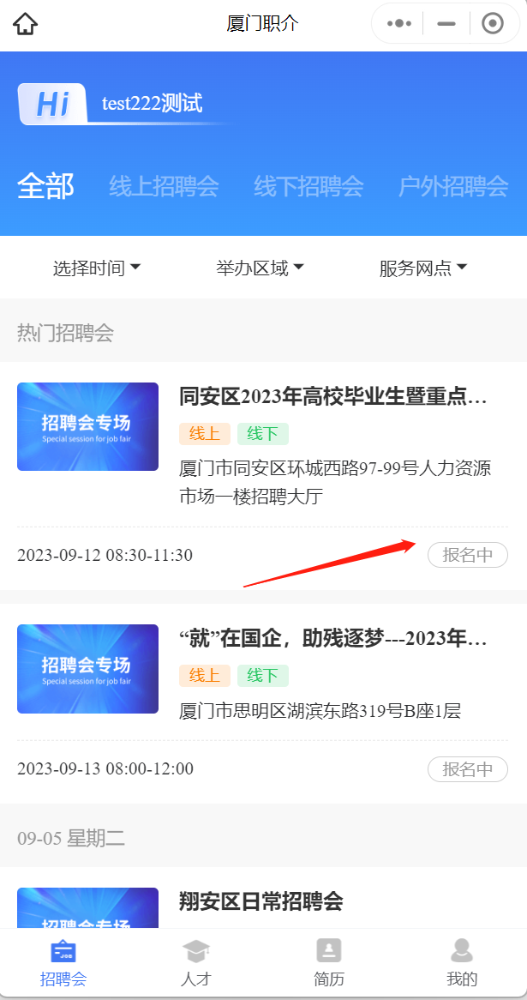 厦门职介
Hi
test222测试
全部 线上招聘会 线下招聘会 户外招聘会
选择时间 举办区域 服务网点
热门招聘会
招聘会专场
Special session for job fair
同安区2023年高校毕业生暨重点...
线上 线下
厦门市同安区环城西路97-99号人力资源
市场一楼招聘大厅
2023-09-12 08:30-11:30
报名中
招聘会专场
Special session for job fair
“就”在国企，助残逐梦---2023年...
线上 线下
厦门市思明区湖滨东路319号B座1层
2023-09-13 08:00-12:00
报名中
09-05 星期二
招聘会专场
翔安区日常招聘会
JOB
招聘会 人才 简历 我的